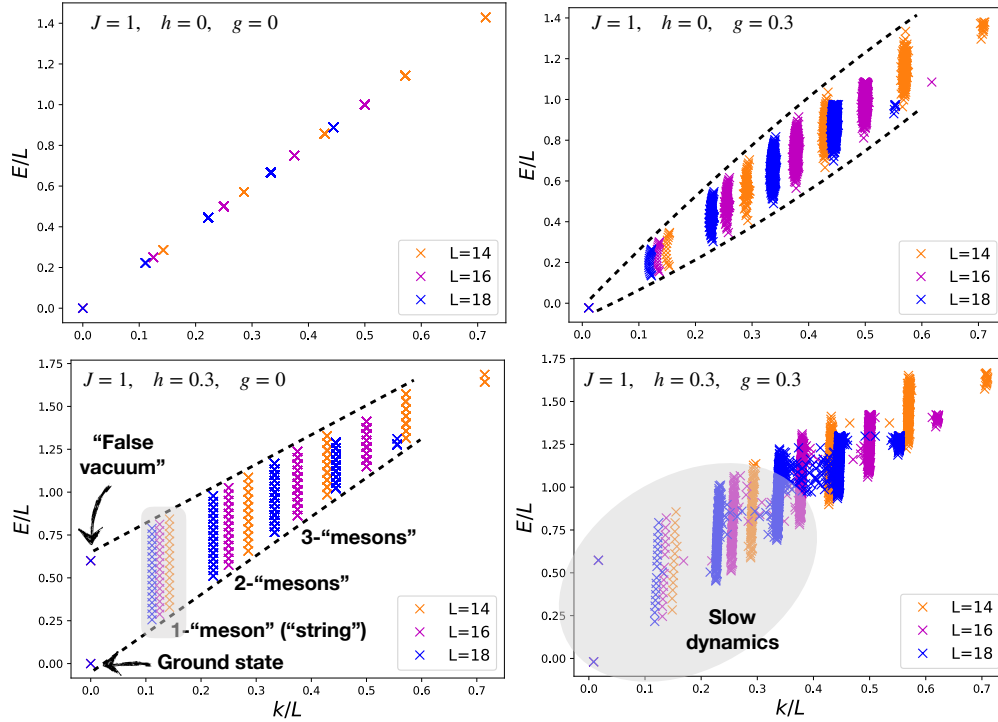 J = 1, h = 0, g = 0
E/L
1.4
1.2
1.0
0.8
0.6
0.4
0.2
0.0
L=14
L=16
L=18
0.0 0.1 0.2 0.3 0.4 0.5 0.6 0.7
J = 1, h = 0, g = 0.3
E/L
1.4
1.2
1.0
0.8
0.6
0.4
0.2
0.0
L=14
L=16
L=18
0.0 0.1 0.2 0.3 0.4 0.5 0.6 0.7
J = 1, h = 0.3, g = 0
E/L
1.75
1.50
1.25
1.00
0.75
0.50
0.25
0.00
“False
vacuum”
3-“mesons”
2-“mesons”
1-“meson” (“string”)
Ground state
L=14
L=16
L=18
0.0 0.1 0.2 0.3 0.4 0.5 0.6 0.7
k/L
J = 1, h = 0.3, g = 0.3
E/L
1.75
1.50
1.25
1.00
0.75
0.50
0.25
0.00
Slow
dynamics
L=14
L=16
L=18
0.0 0.1 0.2 0.3 0.4 0.5 0.6 0.7
k/L